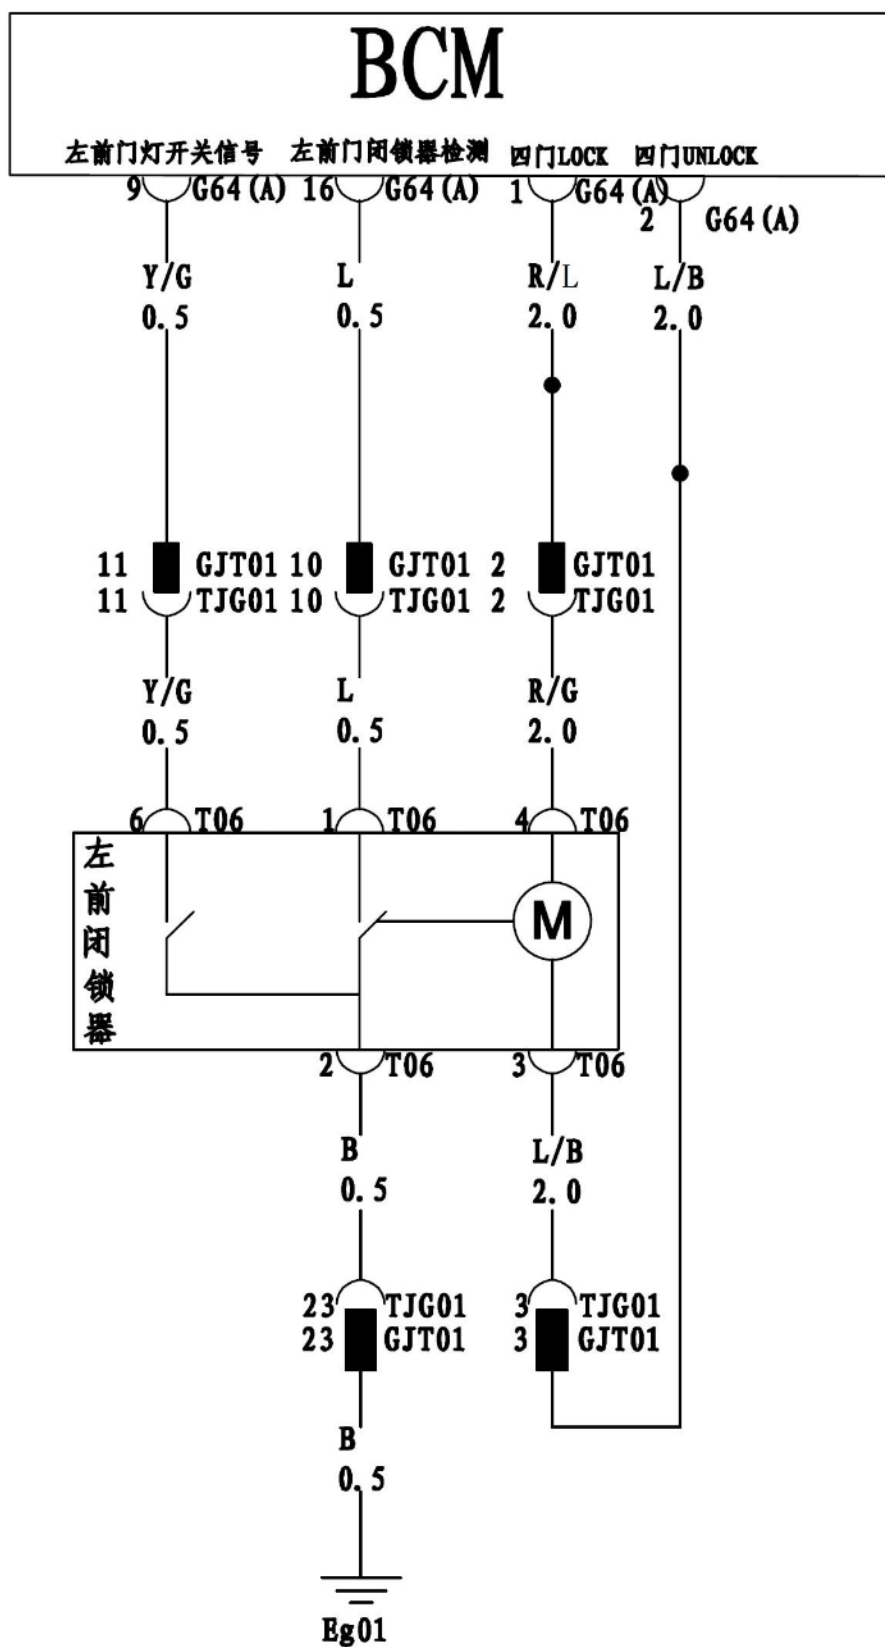 BCM
左前门灯开关信号 左前门闭锁器检测 四门LOCK 四门UNLOCK
9 G64(A) 16 G64(A) 1 G64(A) 2 G64(A)
Y/G L R/L L/B
0.5 0.5 2.0 2.0
11 GJT01 10 GJT01 2 GJT01
11 TJG01 10 TJG01 2 TJG01
Y/G L R/G
0.5 0.5 2.0
6 T06 1 T06 4 T06
左前闭锁器
M
2 T06 3 T06
B L/B
0.5 2.0
23 TJG01 3 TJG01
23 GJT01 3 GJT01
B
0.5
Eg01